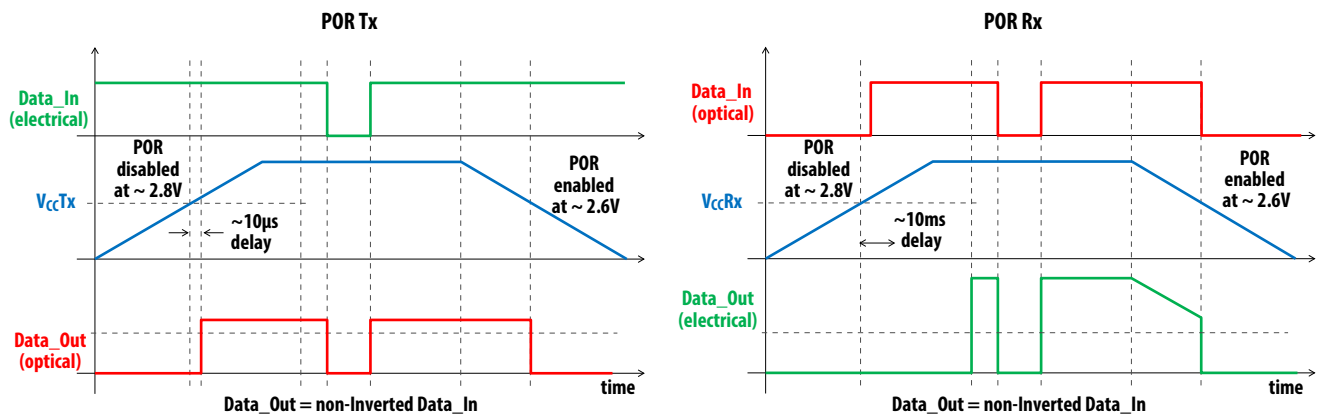 POR Tx
Data_In
(electrical)
POR
disabled
at ~ 2.8V
POR
enabled
at ~ 2.6V
VCCTx
~10µs
delay
Data_Out
(optical)
time
Data_Out = non-Inverted Data_In
POR Rx
Data_In
(optical)
POR
disabled
at ~ 2.8V
POR
enabled
at ~ 2.6V
VCCRx
~10ms
delay
Data_Out
(electrical)
time
Data_Out = non-Inverted Data_In